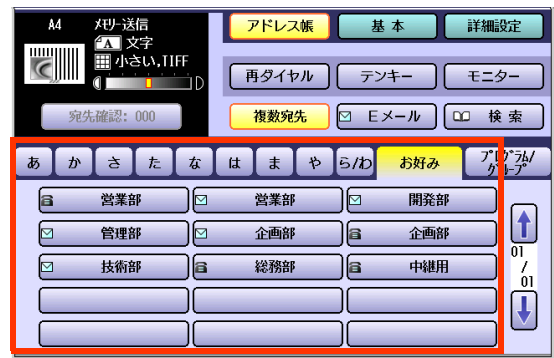 A4 ﾒﾓﾘｰ送信 アドレス帳 基 本 詳細設定
A 文字
小さい,TIFF
再ダイヤル テンキー モニター
D
宛先確認: 000 複数宛先 Eメール 検 索
あ か さ た な は ま や ら/わ お好み ﾌﾟﾛｸﾞﾗﾑ/
ｸﾞﾙｰﾌﾟ
営業部 営業部 開発部
管理部 企画部 企画部
技術部 総務部 中継用
01
/
01